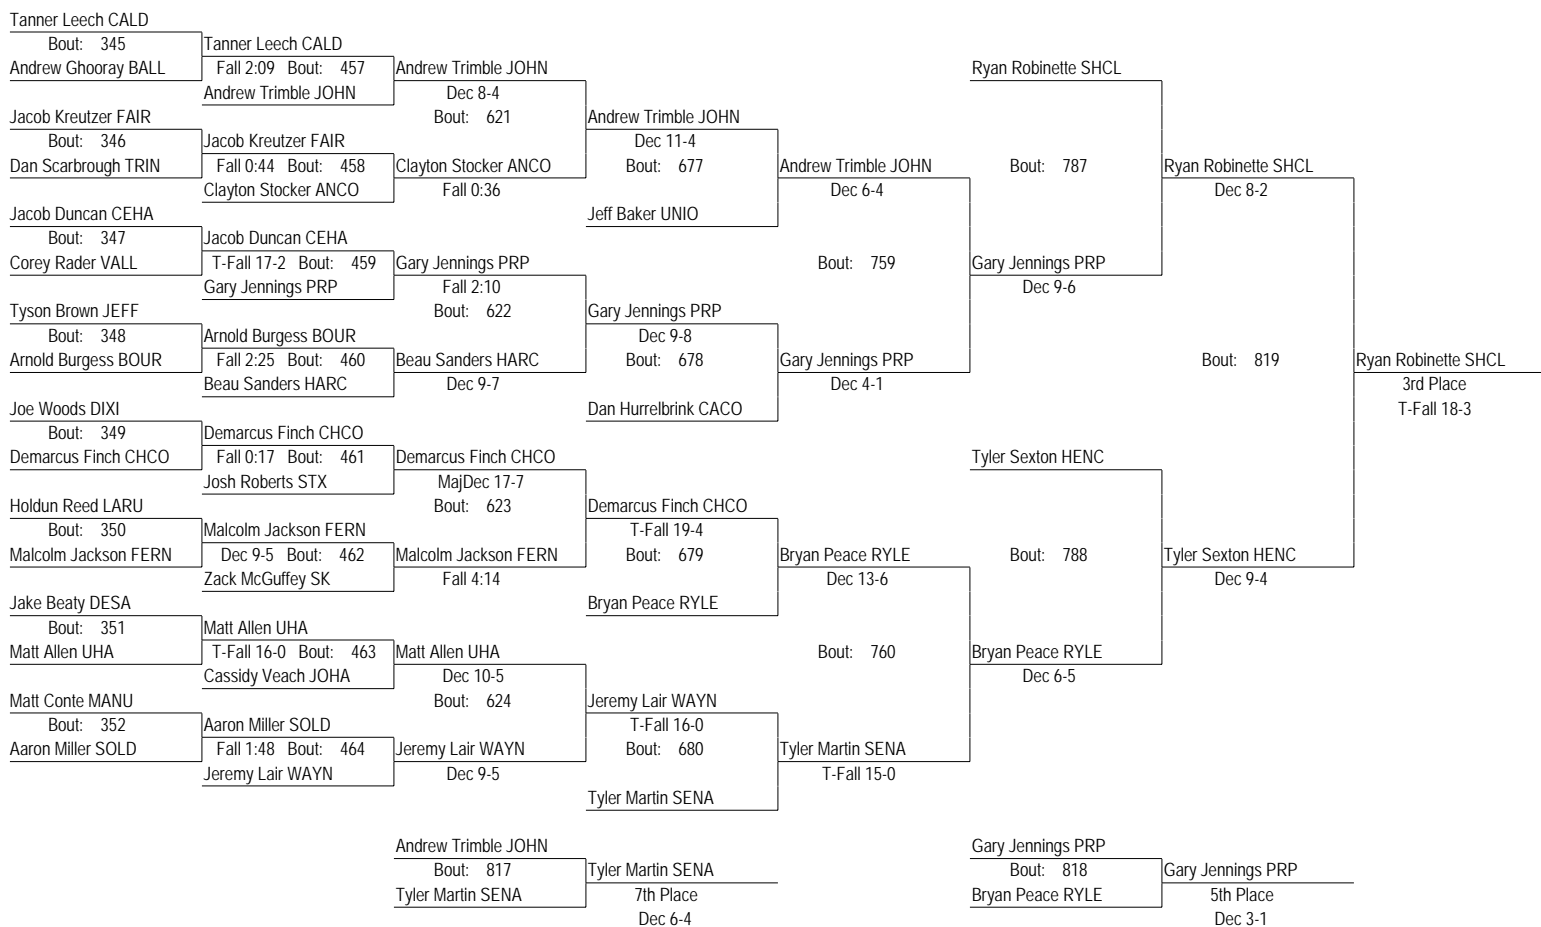 Tanner Leech CALD
Bout: 345 Tanner Leech CALD
Andrew Ghooray BALL Fall 2:09 Bout: 457 Andrew Trimble JOHN Ryan Robinette SHCL
Andrew Trimble JOHN Dec 8-4
Jacob Kreutzer FAIR Bout: 621 Andrew Trimble JOHN
Bout: 346 Jacob Kreutzer FAIR Dec 11-4
Dan Scarbrough TRIN Fall 0:44 Bout: 458 Clayton Stocker ANCO Bout: 677 Andrew Trimble JOHN Bout: 787 Ryan Robinette SHCL
Clayton Stocker ANCO Fall 0:36 Dec 6-4 Dec 8-2
Jacob Duncan CEHA Jeff Baker UNIO
Bout: 347 Jacob Duncan CEHA
Corey Rader VALL T-Fall 17-2 Bout: 459 Gary Jennings PRP Bout: 759 Gary Jennings PRP
Gary Jennings PRP Fall 2:10 Dec 9-6
Tyson Brown JEFF Bout: 622 Gary Jennings PRP
Bout: 348 Arnold Burgess BOUR Dec 9-8
Arnold Burgess BOUR Fall 2:25 Bout: 460 Beau Sanders HARC Bout: 678 Gary Jennings PRP Bout: 819 Ryan Robinette SHCL
Beau Sanders HARC Dec 9-7 Dec 4-1 3rd Place
Joe Woods DIXI Dan Hurrelbrink CACO T-Fall 18-3
Bout: 349 Demarcus Finch CHCO
Demarcus Finch CHCO Fall 0:17 Bout: 461 Demarcus Finch CHCO Tyler Sexton HENC
Josh Roberts STX MajDec 17-7
Holdun Reed LARU Bout: 623 Demarcus Finch CHCO
Bout: 350 Malcolm Jackson FERN T-Fall 19-4
Malcolm Jackson FERN Dec 9-5 Bout: 462 Malcolm Jackson FERN Bout: 679 Bryan Peace RYLE Bout: 788 Tyler Sexton HENC
Zack McGuffey SK Fall 4:14 Dec 13-6 Dec 9-4
Jake Beaty DESA Bryan Peace RYLE
Bout: 351 Matt Allen UHA
Matt Allen UHA T-Fall 16-0 Bout: 463 Matt Allen UHA Bout: 760 Bryan Peace RYLE
Cassidy Veach JOHA Dec 10-5 Dec 6-5
Matt Conte MANU Bout: 624 Jeremy Lair WAYN
Bout: 352 Aaron Miller SOLD T-Fall 16-0
Aaron Miller SOLD Fall 1:48 Bout: 464 Jeremy Lair WAYN Bout: 680 Tyler Martin SENA
Jeremy Lair WAYN Dec 9-5 T-Fall 15-0
Tyler Martin SENA
Andrew Trimble JOHN Gary Jennings PRP
Bout: 817 Tyler Martin SENA Bout: 818 Gary Jennings PRP
Tyler Martin SENA 7th Place Bryan Peace RYLE 5th Place
Dec 6-4 Dec 3-1